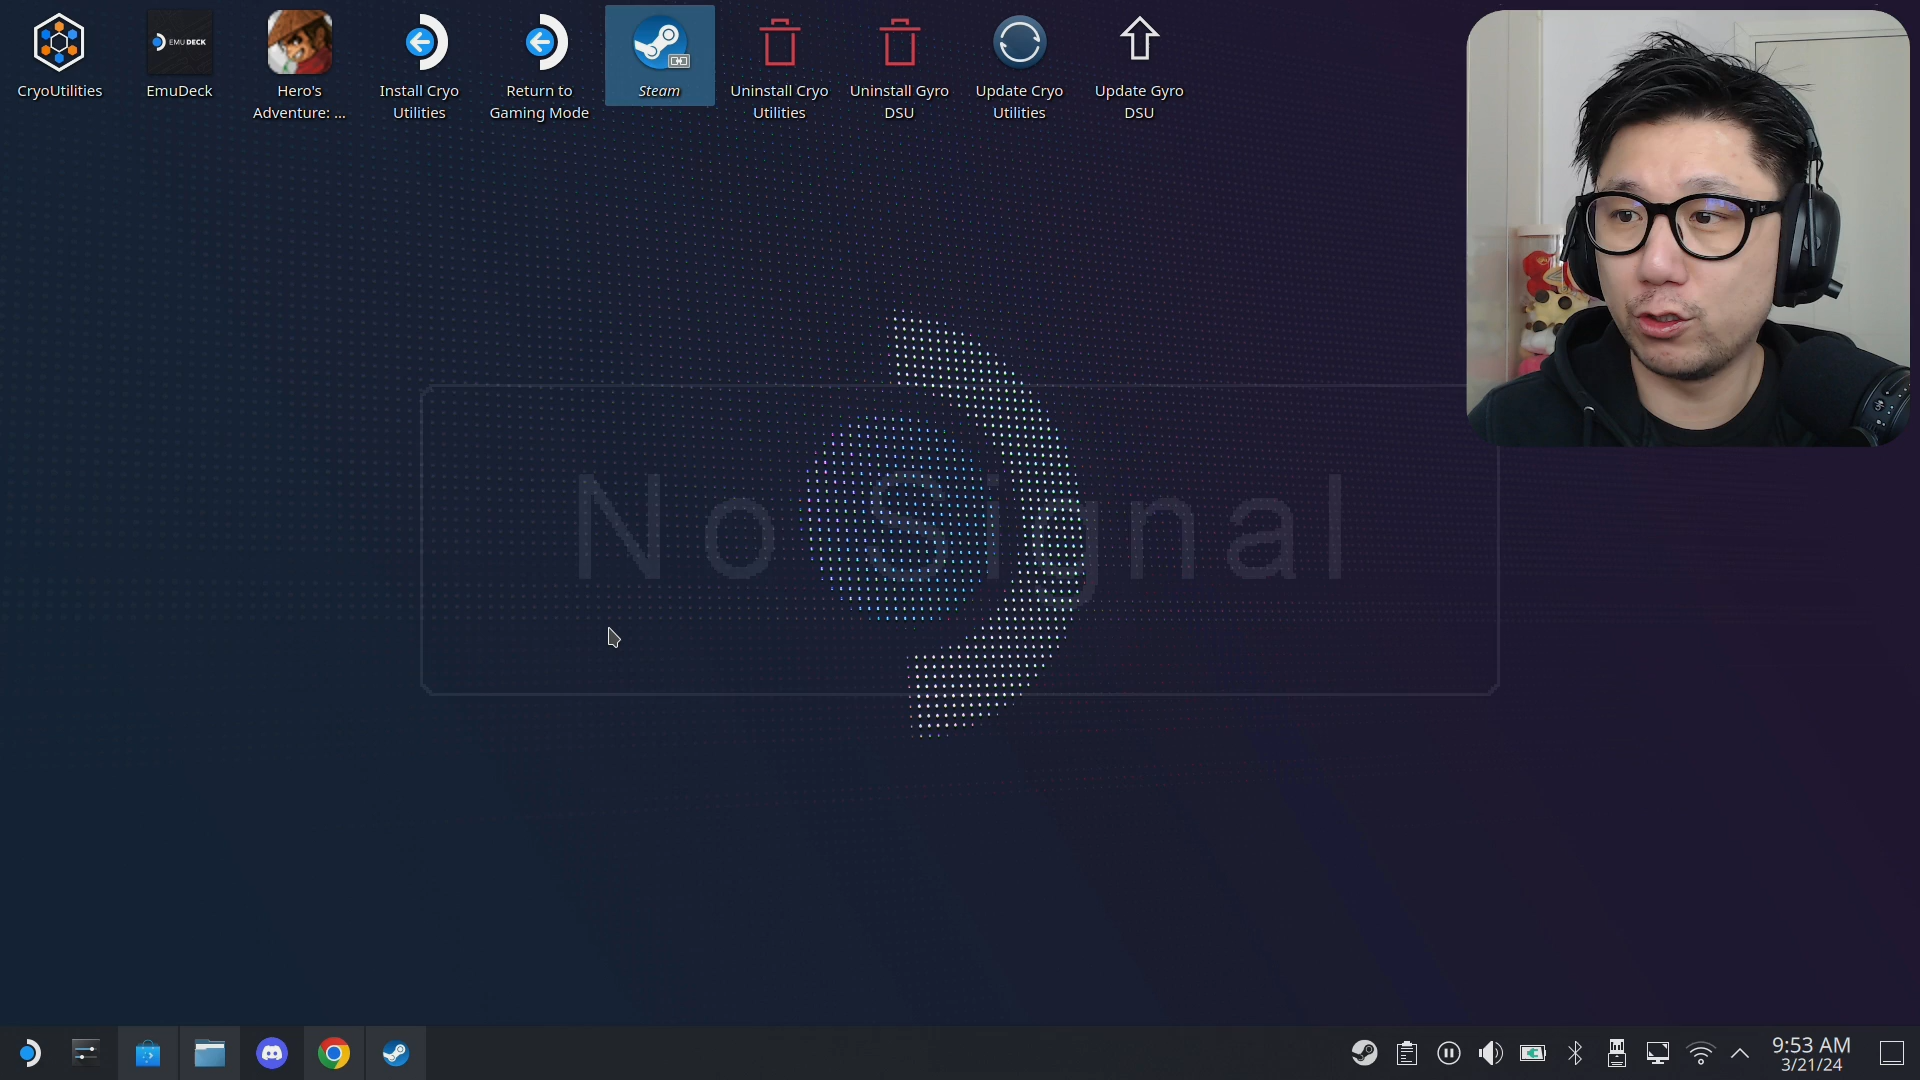 CryoUtilities
EMUDECK
EmuDeck
Hero's
Adventure: ...
Install Cryo
Utilities
Return to
Gaming Mode
Steam
Uninstall Cryo
Utilities
Uninstall Gyro
DSU
Update Cryo
Utilities
Update Gyro
DSU
No Signal
9:53 AM
3/21/24